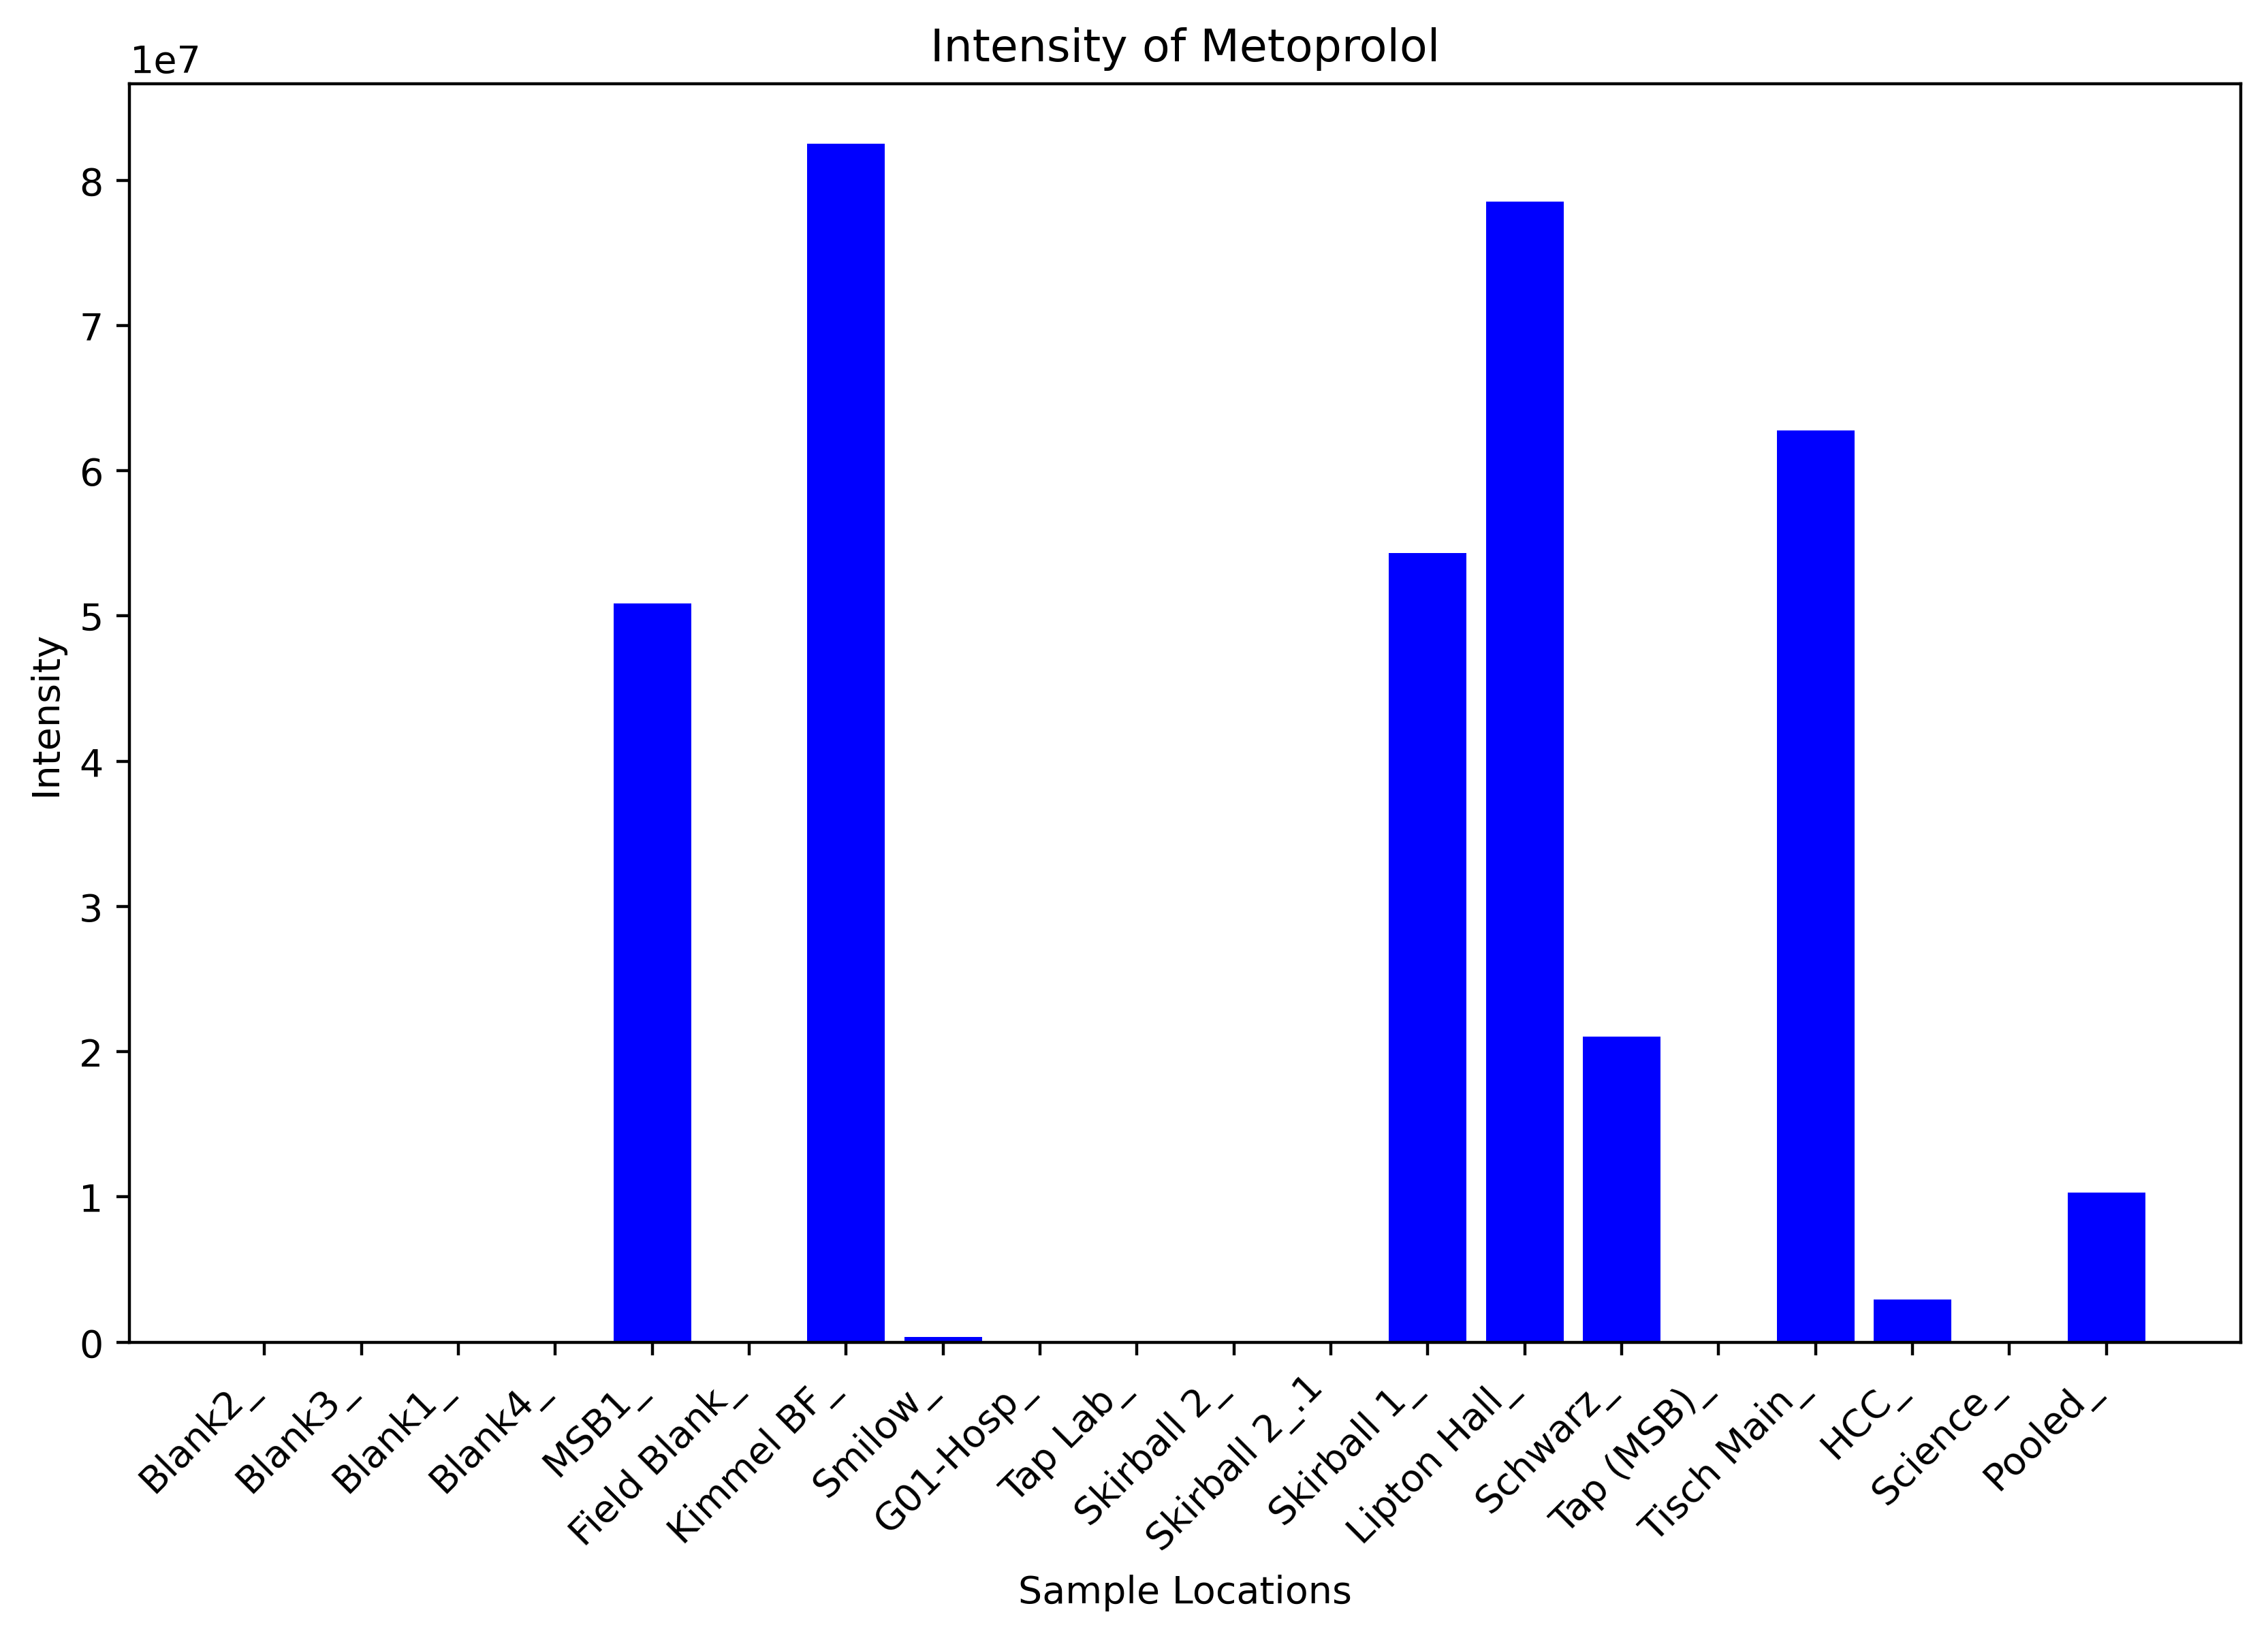 Intensity of Metoprolol
1e7
8
7
6
5
4
3
2
1
0
Intensity
Blank2_
Blank3_
Blank1_
Blank4_
MSB1_
Field Blank_
Kimmel BF_
Smilow_
G01-Hosp_
Tap Lab_
Skirball 2_
Skirball 2_.1
Skirball 1_
Lipton Hall_
Schwarz_
Tap (MSB)_
Tisch Main_
HCC_
Science_
Pooled_
Sample Locations